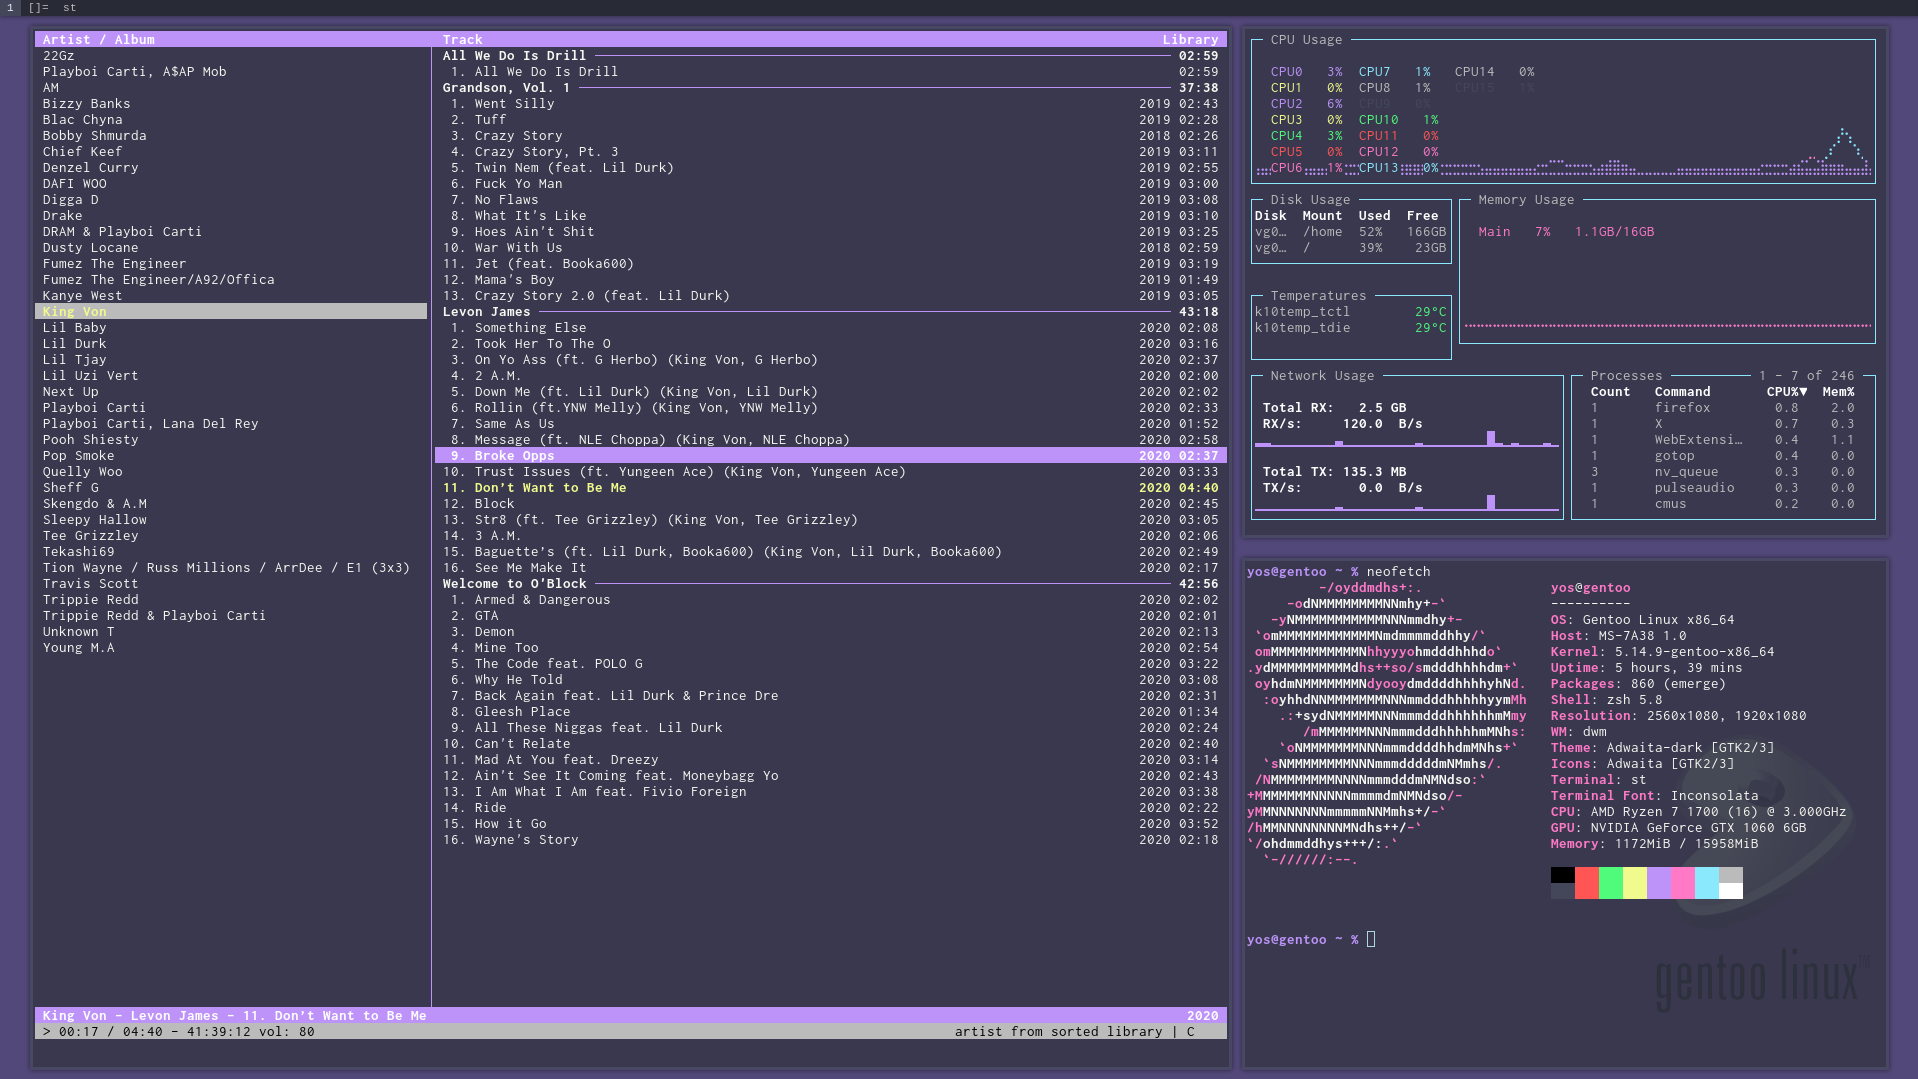 1 []= st
Artist / Album
22Gz
Playboi Carti, A$AP Mob
AM
Bizzy Banks
Blac Chyna
Bobby Shmurda
Chief Keef
Denzel Curry
DAFI WOO
Digga D
Drake
DRAM & Playboi Carti
Dusty Locane
Fumez The Engineer
Fumez The Engineer/A92/Offica
Kanye West
King Von
Lil Baby
Lil Durk
Lil Tjay
Lil Uzi Vert
Next Up
Playboi Carti
Playboi Carti, Lana Del Rey
Pooh Shiesty
Pop Smoke
Quelly Woo
Sheff G
Skengdo & A.M
Sleepy Hallow
Tee Grizzley
Tekashi69
Tion Wayne / Russ Millions / ArrDee / E1 (3x3)
Travis Scott
Trippie Redd
Trippie Redd & Playboi Carti
Unknown T
Young M.A
Track Library
All We Do Is Drill 02:59
1. All We Do Is Drill 02:59
Grandson, Vol. 1 37:38
1. Went Silly 2019 02:43
2. Tuff 2019 02:28
3. Crazy Story 2018 02:26
4. Crazy Story, Pt. 3 2019 03:11
5. Twin Nem (feat. Lil Durk) 2019 02:55
6. Fuck Yo Man 2019 03:00
7. No Flaws 2019 03:08
8. What It's Like 2019 03:10
9. Hoes Ain't Shit 2019 03:25
10. War With Us 2018 02:59
11. Jet (feat. Booka600) 2019 03:19
12. Mama's Boy 2019 01:49
13. Crazy Story 2.0 (feat. Lil Durk) 2019 03:05
Levon James 43:18
1. Something Else 2020 02:08
2. Took Her To The O 2020 03:16
3. On Yo Ass (ft. G Herbo) (King Von, G Herbo) 2020 02:37
4. 2 A.M. 2020 02:00
5. Down Me (ft. Lil Durk) (King Von, Lil Durk) 2020 02:02
6. Rollin (ft.YNW Melly) (King Von, YNW Melly) 2020 02:33
7. Same As Us 2020 01:52
8. Message (ft. NLE Choppa) (King Von, NLE Choppa) 2020 02:58
9. Broke Opps 2020 02:37
10. Trust Issues (ft. Yungeen Ace) (King Von, Yungeen Ace) 2020 03:33
11. Don’t Want to Be Me 2020 04:40
12. Block 2020 02:45
13. Str8 (ft. Tee Grizzley) (King Von, Tee Grizzley) 2020 03:05
14. 3 A.M. 2020 02:06
15. Baguette’s (ft. Lil Durk, Booka600) (King Von, Lil Durk, Booka600) 2020 02:49
16. See Me Make It 2020 02:17
Welcome to O'Block 42:56
1. Armed & Dangerous 2020 02:02
2. GTA 2020 02:01
3. Demon 2020 02:13
4. Mine Too 2020 02:54
5. The Code feat. POLO G 2020 03:22
6. Why He Told 2020 03:08
7. Back Again feat. Lil Durk & Prince Dre 2020 02:31
8. Gleesh Place 2020 01:34
9. All These Niggas feat. Lil Durk 2020 02:24
10. Can't Relate 2020 02:40
11. Mad At You feat. Dreezy 2020 03:14
12. Ain't See It Coming feat. Moneybagg Yo 2020 02:43
13. I Am What I Am feat. Fivio Foreign 2020 03:38
14. Ride 2020 02:22
15. How it Go 2020 03:52
16. Wayne's Story 2020 02:18
King Von - Levon James - 11. Don’t Want to Be Me 2020
> 00:17 / 04:40 - 41:39:12 vol: 80 artist from sorted library | C
CPU Usage
CPU0 3% CPU7 1% CPU14 0%
CPU1 0% CPU8 1% CPU15 1%
CPU2 6% CPU9 0%
CPU3 0% CPU10 1%
CPU4 3% CPU11 0%
CPU5 0% CPU12 0%
CPU6 1% CPU13 0%
Disk Usage
Disk Mount Used Free
vg0… /home 52% 166GB
vg0… / 39% 23GB
Memory Usage
Main 7% 1.1GB/16GB
Temperatures
k10temp_tctl 29°C
k10temp_tdie 29°C
Network Usage
Total RX: 2.5 GB
RX/s: 120.0 B/s
Total TX: 135.3 MB
TX/s: 0.0 B/s
Processes 1 - 7 of 246
Count Command CPU%▼ Mem%
1 firefox 0.8 2.0
1 X 0.7 0.3
1 WebExtensi… 0.4 1.1
1 gotop 0.4 0.0
3 nv_queue 0.3 0.0
1 pulseaudio 0.3 0.0
1 cmus 0.2 0.0
yos@gentoo ~ % neofetch
-/oyddmdhs+:.
-odNMMMMMMMMNNmhy+-`
-yNMMMMMMMMMMMNNNmmdhy+-
`omMMMMMMMMMMMMNmdmmmmddhhy/`
omMMMMMMMMMMMNhhyyyohmdddhhhdo`
.ydMMMMMMMMMMdhs++so/smdddhhhhdm+`
oyhdmNMMMMMMMNdyooydmddddhhhhyhNd.
:oyhhdNNMMMMMMMNNNmmdddhhhhhyymMh
.:+sydNMMMMMNNNmmmdddhhhhhhmMmy
/mMMMMMMNNNmmmdddhhhhhmMNhs:
`oNMMMMMMMNNNmmmddddhhdmMNhs+`
`sNMMMMMMMMNNNmmmdddddmNMmhs/.
/NMMMMMMMMNNNNmmmdddmNMNdso:`
+MMMMMMMNNNNNmmmmdmNMNdso/-
yMMNNNNNNNmmmmmNNMmhs+/-`
/hMMNNNNNNNNMNdhs++/-`
`/ohdmmddhys+++/:.`
`-//////:--.
yos@gentoo
----------
OS: Gentoo Linux x86_64
Host: MS-7A38 1.0
Kernel: 5.14.9-gentoo-x86_64
Uptime: 5 hours, 39 mins
Packages: 860 (emerge)
Shell: zsh 5.8
Resolution: 2560x1080, 1920x1080
WM: dwm
Theme: Adwaita-dark [GTK2/3]
Icons: Adwaita [GTK2/3]
Terminal: st
Terminal Font: Inconsolata
CPU: AMD Ryzen 7 1700 (16) @ 3.000GHz
GPU: NVIDIA GeForce GTX 1060 6GB
Memory: 1172MiB / 15958MiB
yos@gentoo ~ %
gentoo linux™